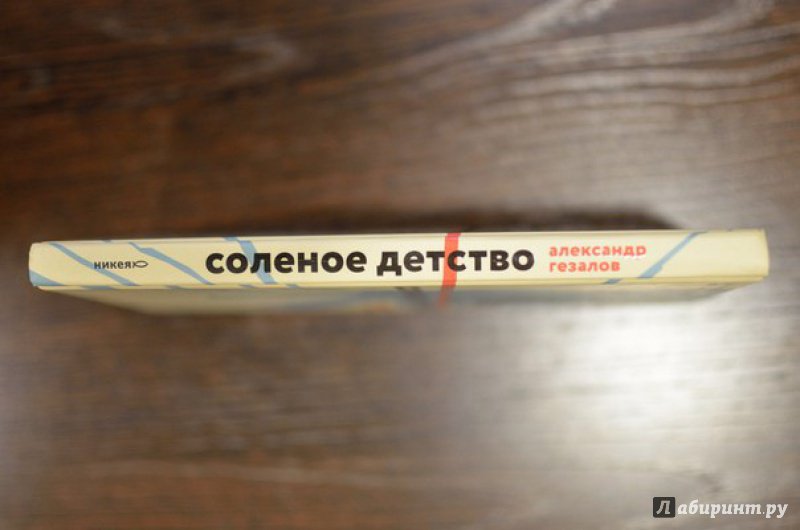 никея
соленое детство
александр
гезалов
Лабиринт.ру